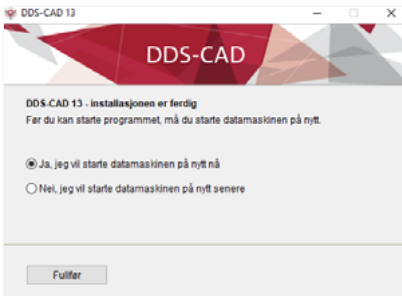 DDS-CAD 13
DDS-CAD
DDS-CAD 13 - installasjonen er ferdig
Før du kan starte programmet, må du starte datamaskinen på nytt.
Ja, jeg vil starte datamaskinen på nytt nå
Nei, jeg vil starte datamaskinen på nytt senere
Fullfør